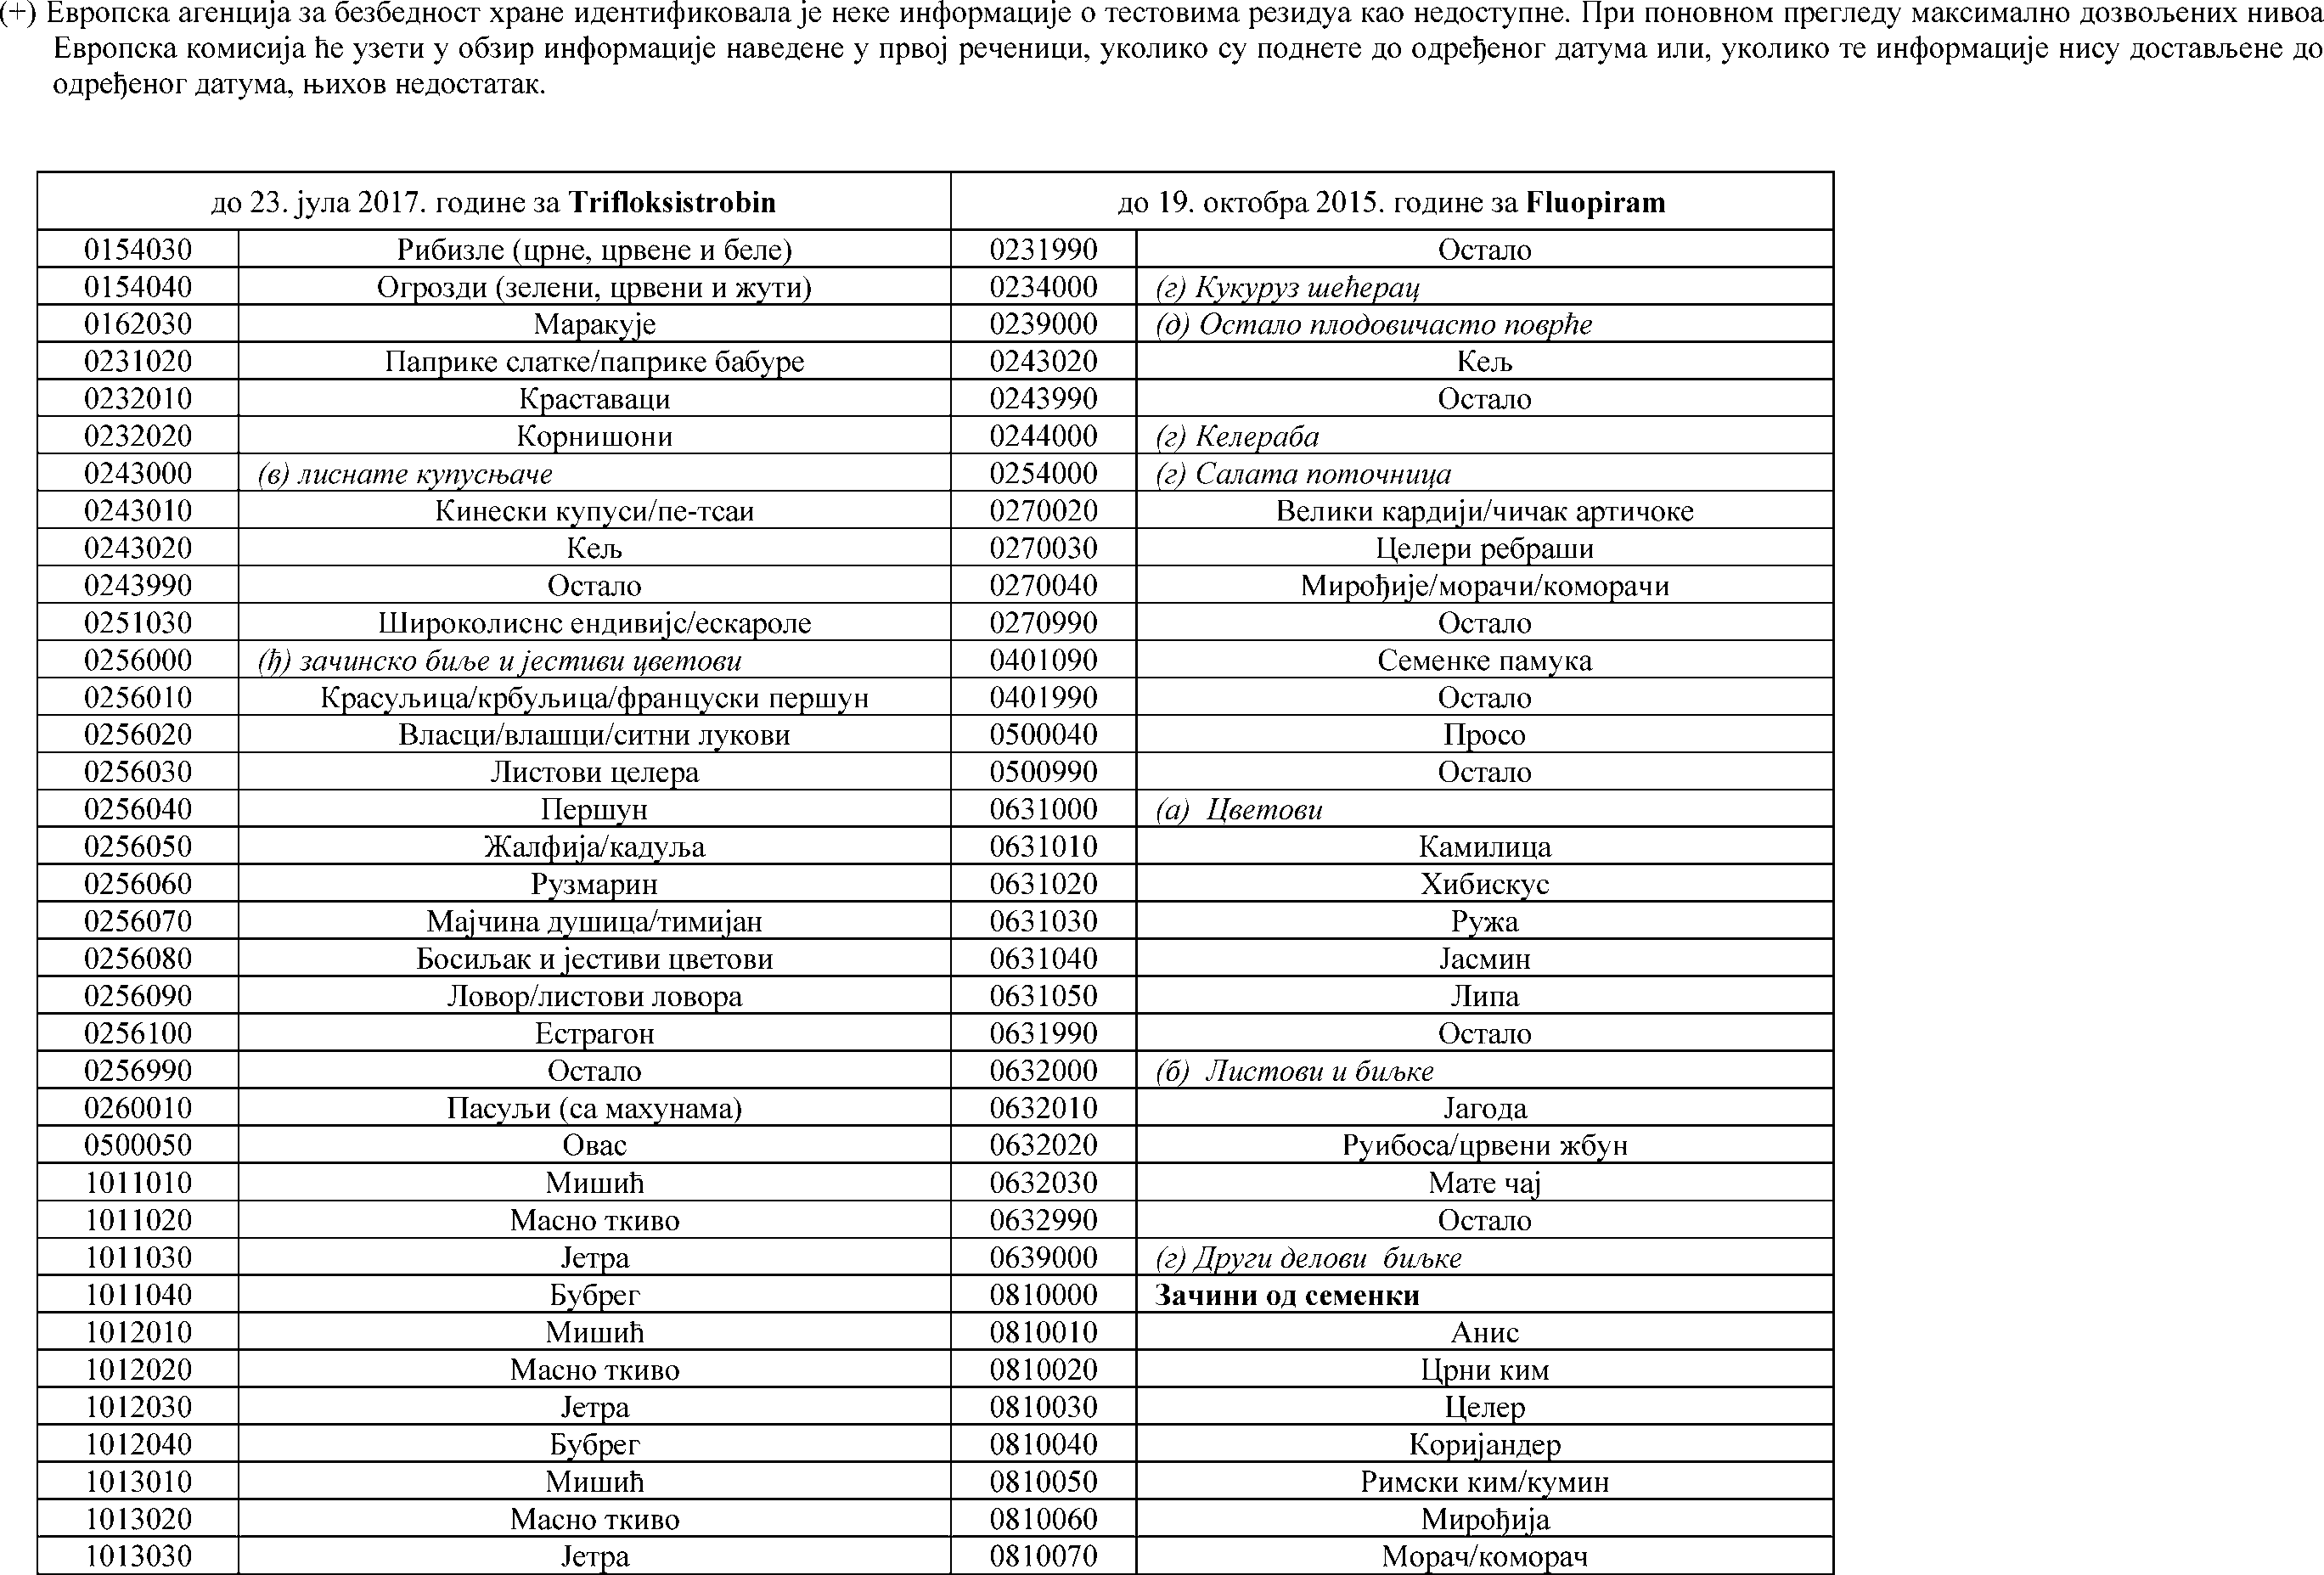 (+) Европска агенција за безбедност хране идентификовала је неке информације о тестовима резидуа као недоступне. При поновном прегледу максимално дозвољених нивоа
Европска комисија ће узети у обзир информације наведене у првој реченици, уколико су поднете до одређеног датума или, уколико те информације нису достављене до
одређеног датума, њихов недостатак.
до 23. јула 2017. године за Trifloksistrobin до 19. октобра 2015. године за Fluopiram
0154030 Рибизле (црне, црвене и беле) 0231990 Остало
0154040 Огрозди (зелени, црвени и жути) 0234000 (г) Кукуруз шећерац
0162030 Маракује 0239000 (д) Остало плодовичасто поврће
0231020 Паприке слатке/паприке бабуре 0243020 Кељ
0232010 Краставаци 0243990 Остало
0232020 Корнишони 0244000 (г) Келераба
0243000 (в) лиснате купусњаче 0254000 (г) Салата поточница
0243010 Кинески купуси/пе-тсаи 0270020 Велики кардији/чичак артичоке
0243020 Кељ 0270030 Целери ребраши
0243990 Остало 0270040 Мирођије/морачи/коморачи
0251030 Широколиснс ендивијс/ескароле 0270990 Остало
0256000 (ђ) зачинско биље и јестиви цветови 0401090 Семенке памука
0256010 Красуљица/крбуљица/француски першун 0401990 Остало
0256020 Власци/влашци/ситни лукови 0500040 Просо
0256030 Листови целера 0500990 Остало
0256040 Першун 0631000 (а) Цветови
0256050 Жалфија/кадуља 0631010 Камилица
0256060 Рузмарин 0631020 Хибискус
0256070 Мајчина душица/тимијан 0631030 Ружа
0256080 Босиљак и јестиви цветови 0631040 Јасмин
0256090 Ловор/листови ловора 0631050 Липа
0256100 Естрагон 0631990 Остало
0256990 Остало 0632000 (б) Листови и биљке
0260010 Пасуљи (са махунама) 0632010 Јагода
0500050 Овас 0632020 Руибоса/црвени жбун
1011010 Мишић 0632030 Мате чај
1011020 Масно ткиво 0632990 Остало
1011030 Јетра 0639000 (г) Други делови биљке
1011040 Бубрег 0810000 Зачини од семенки
1012010 Мишић 0810010 Анис
1012020 Масно ткиво 0810020 Црни ким
1012030 Јетра 0810030 Целер
1012040 Бубрег 0810040 Коријандер
1013010 Мишић 0810050 Римски ким/кумин
1013020 Масно ткиво 0810060 Мирођија
1013030 Јетра 0810070 Морач/коморач